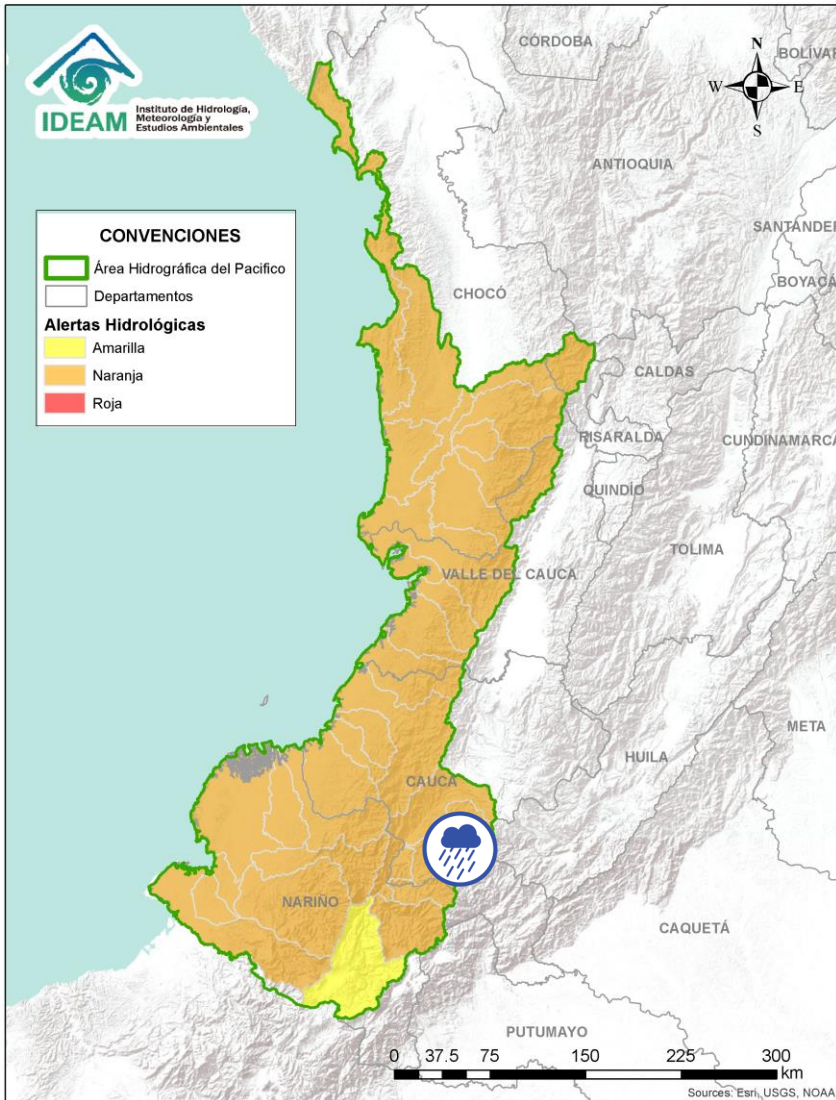 IDEAM
Instituto de Hidrología,
Meteorología y
Estudios Ambientales
CÓRDOBA
BOLÍVAR
N
W
E
S
ANTIOQUIA
SANTANDER
BOYACÁ
CONVENCIONES
Área Hidrográfica del Pacifico
Departamentos
Alertas Hidrológicas
Amarilla
Naranja
Roja
CHOCÓ
CALDAS
RISARALDA
CUNDINAMARCA
QUINDÍO
TOLIMA
VALLE DEL CAUCA
META
HUILA
CAUCA
NARIÑO
CAQUETÁ
PUTUMAYO
0 37.5 75 150 225 300
km
Sources: Esri, USGS, NOAA